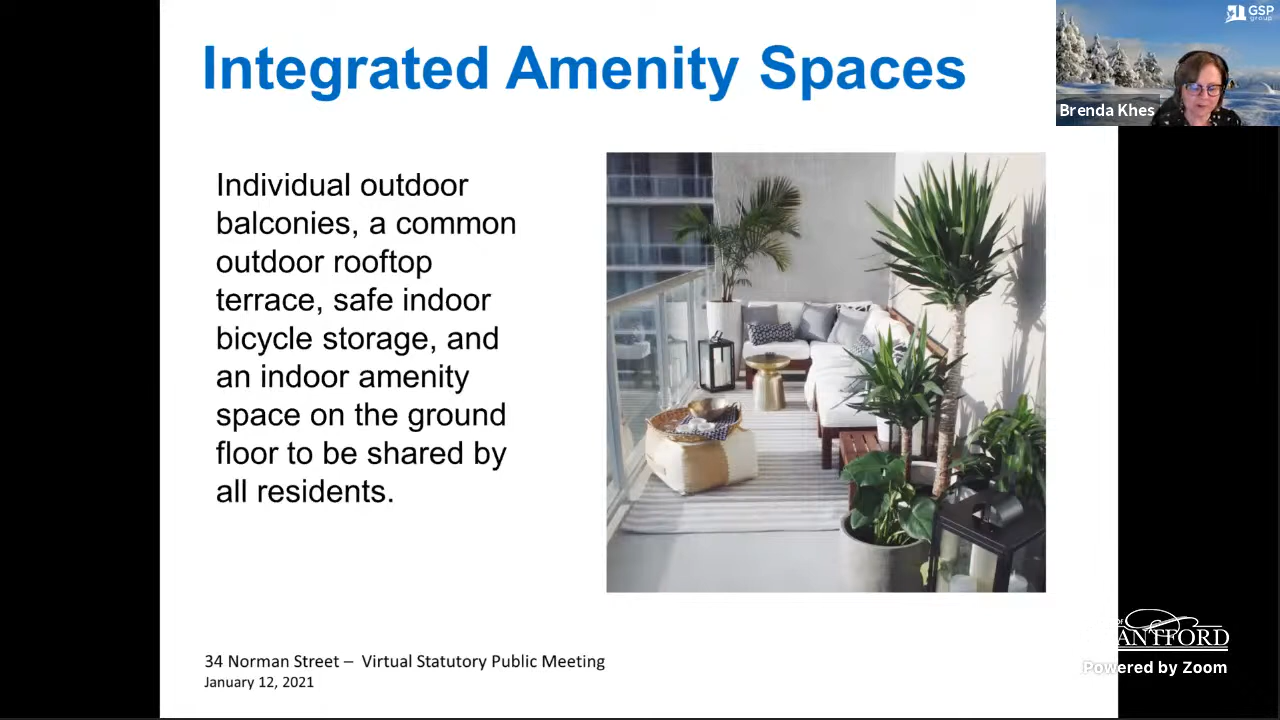 Integrated Amenity Spaces
GSP
group
Brenda Khes
Individual outdoor
balconies, a common
outdoor rooftop
terrace, safe indoor
bicycle storage, and
an indoor amenity
space on the ground
floor to be shared by
all residents.
34 Norman Street – Virtual Statutory Public Meeting
January 12, 2021
ANTFORD
Powered by Zoom